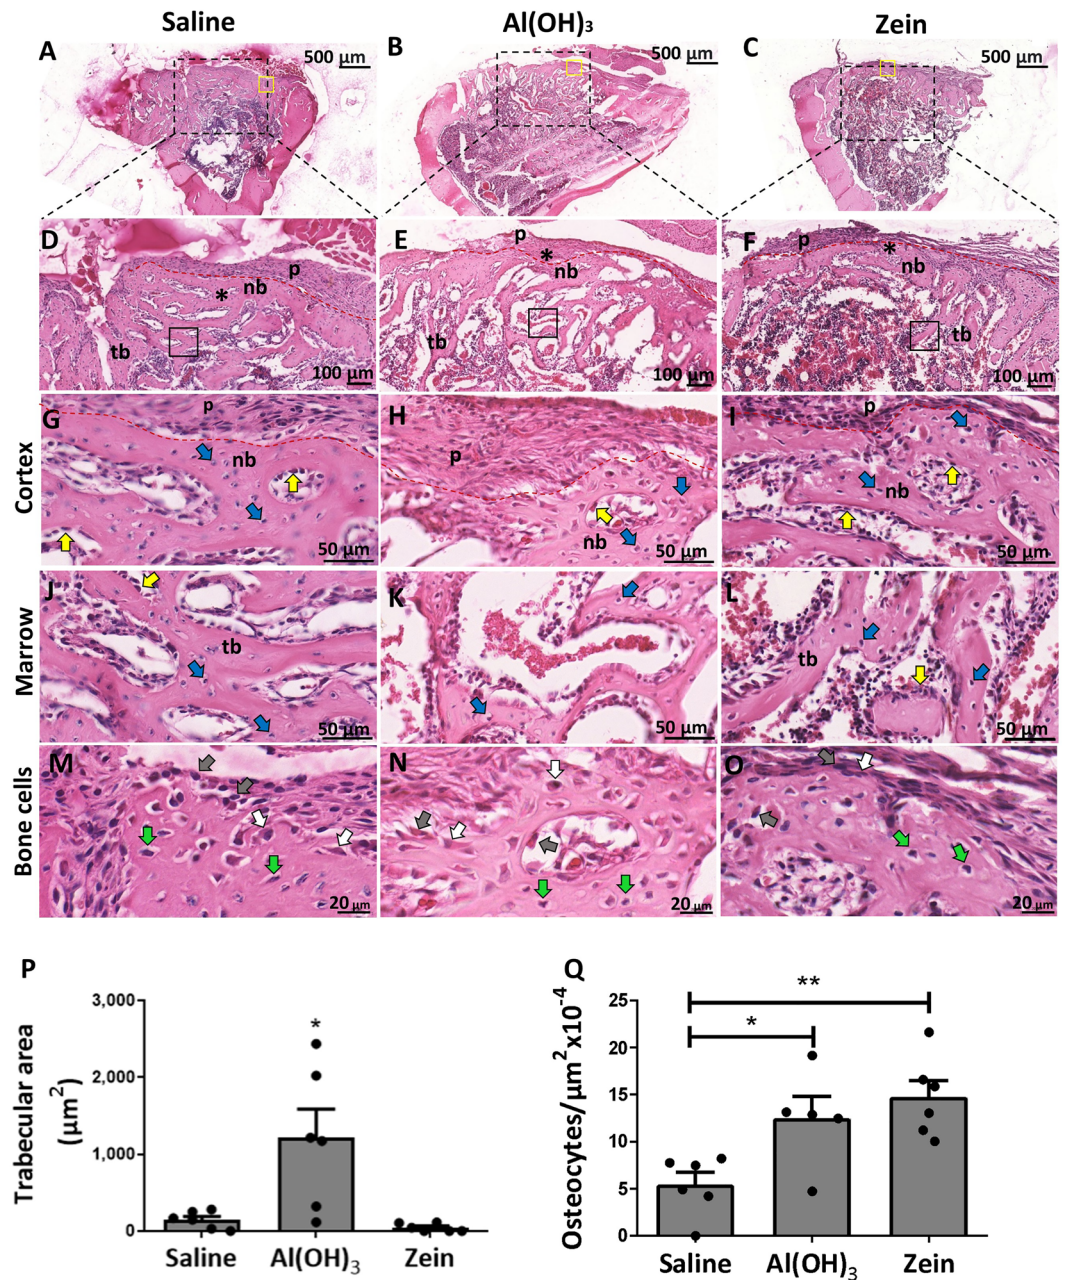 Saline Al(OH)₃ Zein
A 500 µm B 500 µm C 500 µm
D p nb * tb 100 µm E p * nb tb 100 µm F p * nb tb 100 µm
Cortex G p nb 50 µm H p nb 50 µm I p nb 50 µm
Marrow J tb 50 µm K 50 µm L tb 50 µm
Bone cells M 20 µm N 20 µm O 20 µm
P
Trabecular area
(µm²)
3,000
2,000
1,000
0
*
Saline Al(OH)₃ Zein
Q
Osteocytes/µm²x10⁻⁴
25
20
15
10
5
0
**
*
Saline Al(OH)₃ Zein